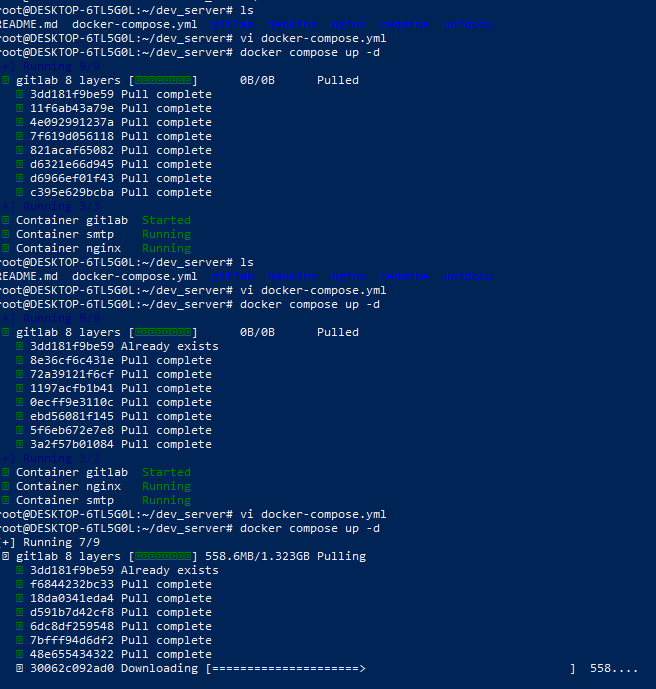 root@DESKTOP-6TL5G0L:~/dev_server# ls
README.md  docker-compose.yml  gitlab  jenkins  nginx  redmine  utidocu
root@DESKTOP-6TL5G0L:~/dev_server# vi docker-compose.yml
root@DESKTOP-6TL5G0L:~/dev_server# docker compose up -d
[+] Running 9/9
gitlab 8 layers [] 0B/0B Pulled
3dd181f9be59 Pull complete
11f6ab43a79e Pull complete
4e092991237a Pull complete
7f619d056118 Pull complete
821acaf65082 Pull complete
d6321e66d945 Pull complete
d6966ef01f43 Pull complete
c395e629bcba Pull complete
[+] Running 3/3
Container gitlab Started
Container smtp Running
Container nginx Running
root@DESKTOP-6TL5G0L:~/dev_server# ls
README.md  docker-compose.yml  gitlab  jenkins  nginx  redmine  utidocu
root@DESKTOP-6TL5G0L:~/dev_server# vi docker-compose.yml
root@DESKTOP-6TL5G0L:~/dev_server# docker compose up -d
[+] Running 9/9
gitlab 8 layers [] 0B/0B Pulled
3dd181f9be59 Already exists
8e36cf6c431e Pull complete
72a39121f6cf Pull complete
1197acfb1b41 Pull complete
0ecff9e3110c Pull complete
ebd56081f145 Pull complete
5f6eb672e7e8 Pull complete
3a2f57b01084 Pull complete
[+] Running 3/3
Container gitlab Started
Container nginx Running
Container smtp Running
root@DESKTOP-6TL5G0L:~/dev_server# vi docker-compose.yml
root@DESKTOP-6TL5G0L:~/dev_server# docker compose up -d
[+] Running 7/9
gitlab 8 layers [] 558.6MB/1.323GB Pulling
3dd181f9be59 Already exists
f6844232bc33 Pull complete
18da0341eda4 Pull complete
d591b7d42cf8 Pull complete
6dc8df259548 Pull complete
7bfff94d6df2 Pull complete
48e655434322 Pull complete
30062c092ad0 Downloading [=====================>                             ]  558....